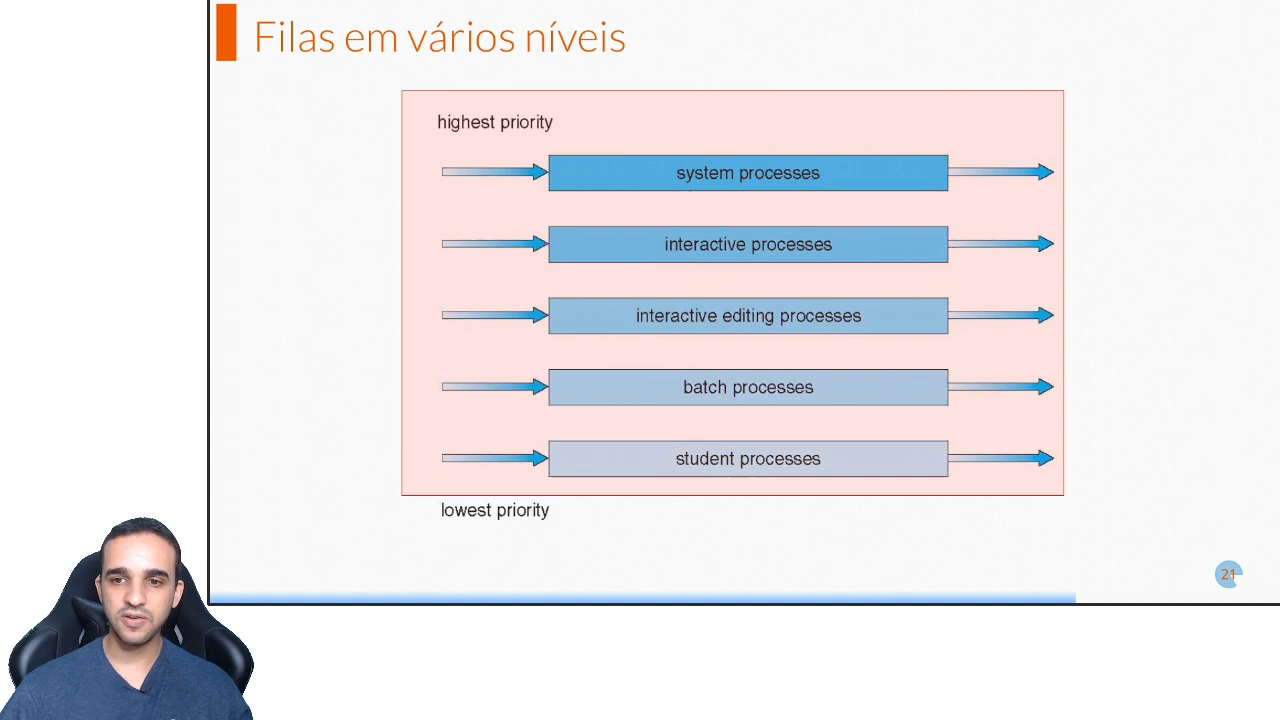 Filas em vários níveis
highest priority
system processes
interactive processes
interactive editing processes
batch processes
student processes
lowest priority
21